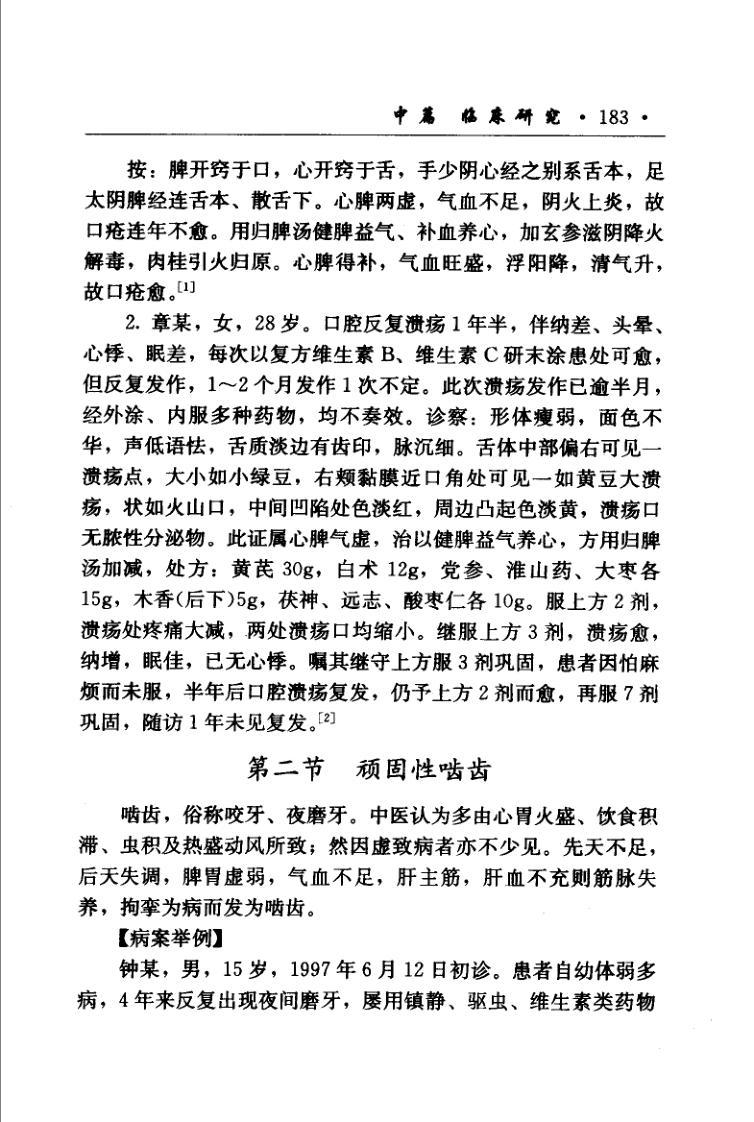 中篇 临床研究 · 183 ·
按：脾开窍于口，心开窍于舌，手少阴心经之别系舌本，足
太阴脾经连舌本、散舌下。心脾两虚，气血不足，阴火上炎，故
口疮连年不愈。用归脾汤健脾益气、补血养心，加玄参滋阴降火
解毒，肉桂引火归原。心脾得补，气血旺盛，浮阳降，清气升，
故口疮愈。[1]
2. 章某，女，28 岁。口腔反复溃疡 1 年半，伴纳差、头晕、
心悸、眠差，每次以复方维生素 B、维生素 C 研末涂患处可愈，
但反复发作，1～2 个月发作 1 次不定。此次溃疡发作已逾半月，
经外涂、内服多种药物，均不奏效。诊察：形体瘦弱，面色不
华，声低语怯，舌质淡边有齿印，脉沉细。舌体中部偏右可见一
溃疡点，大小如小绿豆，右颊黏膜近口角处可见一如黄豆大溃
疡，状如火山口，中间凹陷处色淡红，周边凸起色淡黄，溃疡口
无脓性分泌物。此证属心脾气虚，治以健脾益气养心，方用归脾
汤加减，处方：黄芪 30g，白术 12g，党参、淮山药、大枣各
15g，木香(后下)5g，茯神、远志、酸枣仁各 10g。服上方 2 剂，
溃疡处疼痛大减，两处溃疡口均缩小。继服上方 3 剂，溃疡愈，
纳增，眠佳，已无心悸。嘱其继守上方服 3 剂巩固，患者因怕麻
烦而未服，半年后口腔溃疡复发，仍予上方 2 剂而愈，再服 7 剂
巩固，随访 1 年未见复发。[2]
第二节 顽固性啮齿
啮齿，俗称咬牙、夜磨牙。中医认为多由心胃火盛、饮食积
滞、虫积及热盛动风所致；然因虚致病者亦不少见。先天不足，
后天失调，脾胃虚弱，气血不足，肝主筋，肝血不充则筋脉失
养，拘挛为病而发为啮齿。
【病案举例】
钟某，男，15 岁，1997 年 6 月 12 日初诊。患者自幼体弱多
病，4 年来反复出现夜间磨牙，屡用镇静、驱虫、维生素类药物